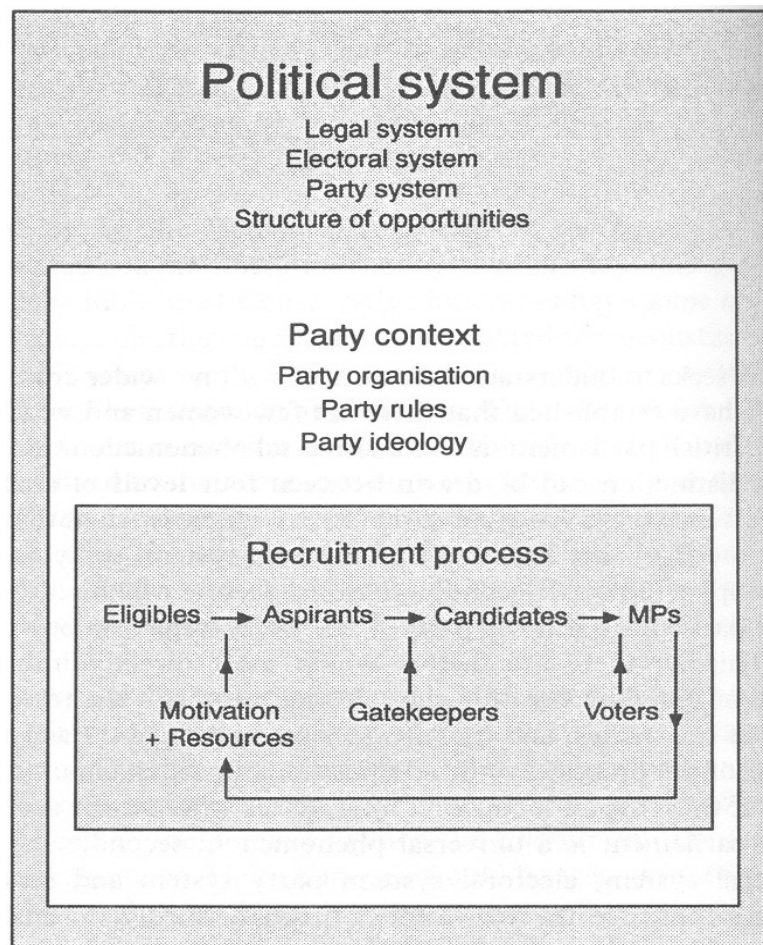 Political system
Legal system
Electoral system
Party system
Structure of opportunities
Party context
Party organisation
Party rules
Party ideology
Recruitment process
Eligibles Aspirants Candidates MPs
Motivation Gatekeepers Voters
+ Resources